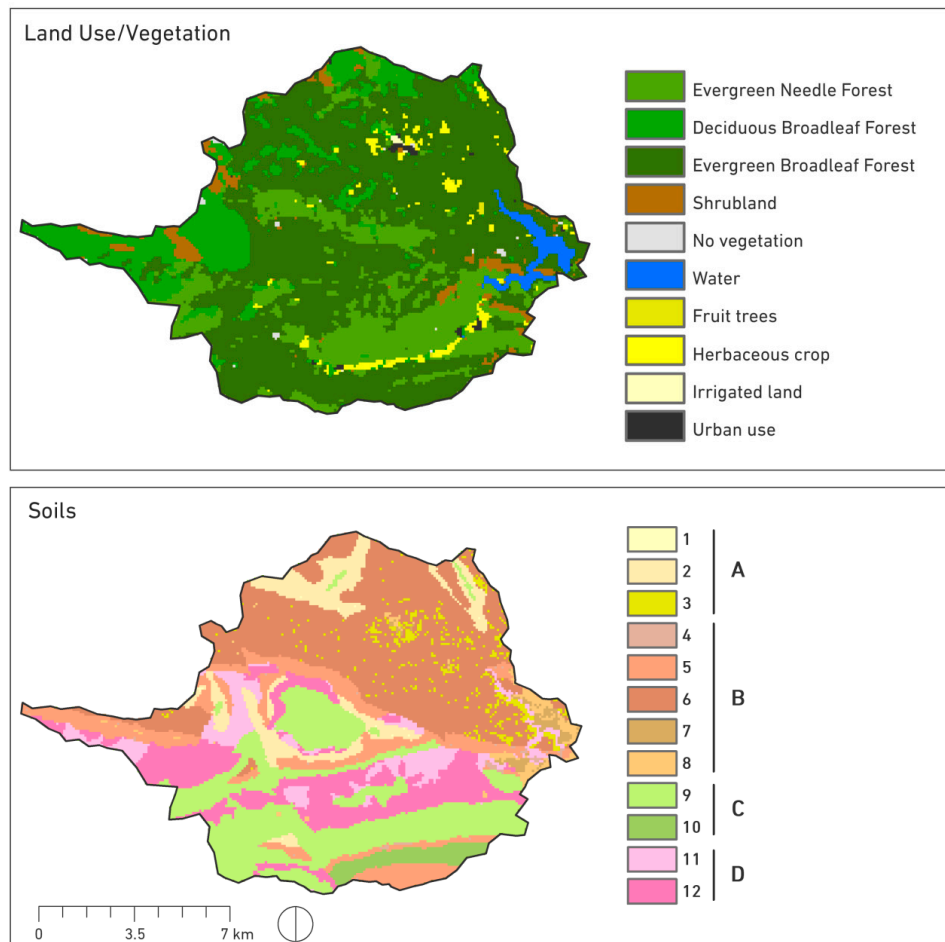 Land Use/Vegetation
Evergreen Needle Forest
Deciduous Broadleaf Forest
Evergreen Broadleaf Forest
Shrubland
No vegetation
Water
Fruit trees
Herbaceous crop
Irrigated land
Urban use
Soils
1
2
3
A
4
5
6
7
8
B
9
10
C
11
12
D
0 3.5 7 km